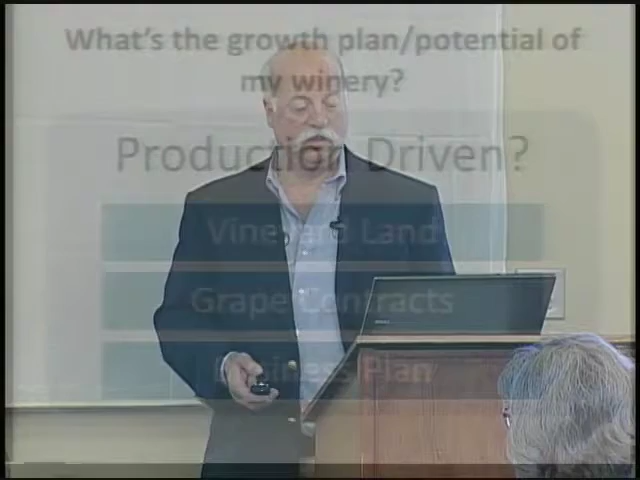 What's the growth plan/potential of
my winery?
Production Driven?
Vineyard Land
Grape Contracts
Business Plan